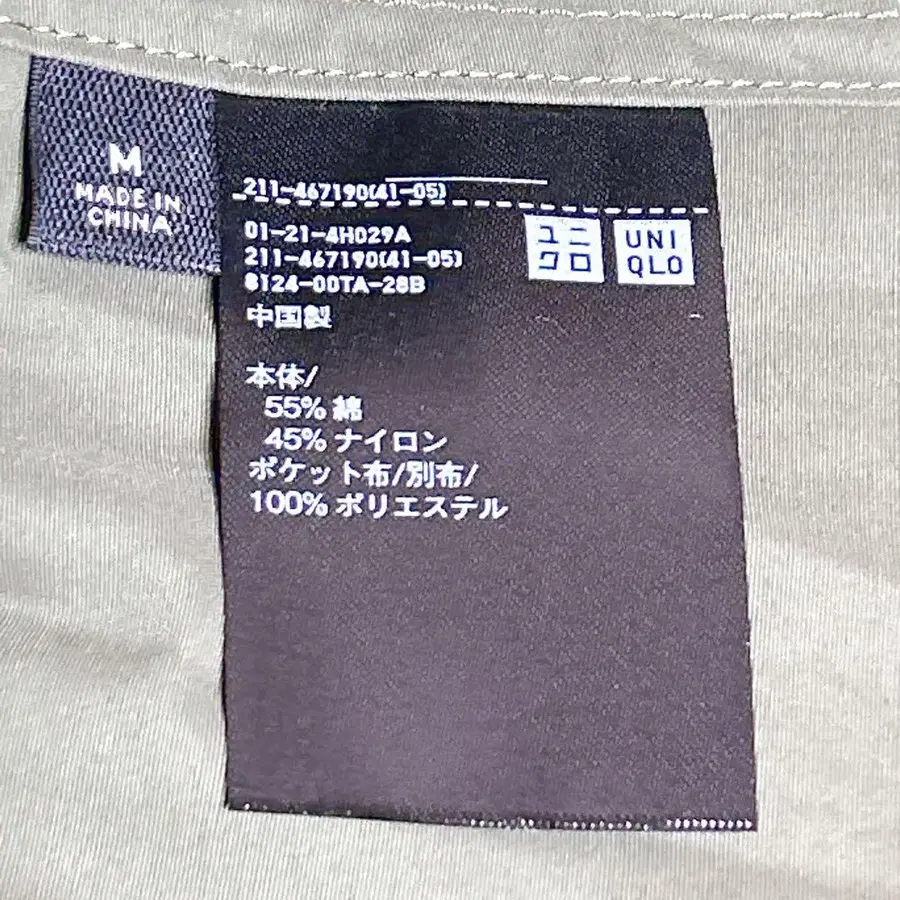 M
MADE IN
CHINA
211-467190(41-05)
01-21-4H029A
211-467190(41-05)
8124-00TA-28B
中国製
ユニ
クロ
UNI
QLO
本体/
55% 綿
45% ナイロン
ポケット布/別布/
100% ポリエステル